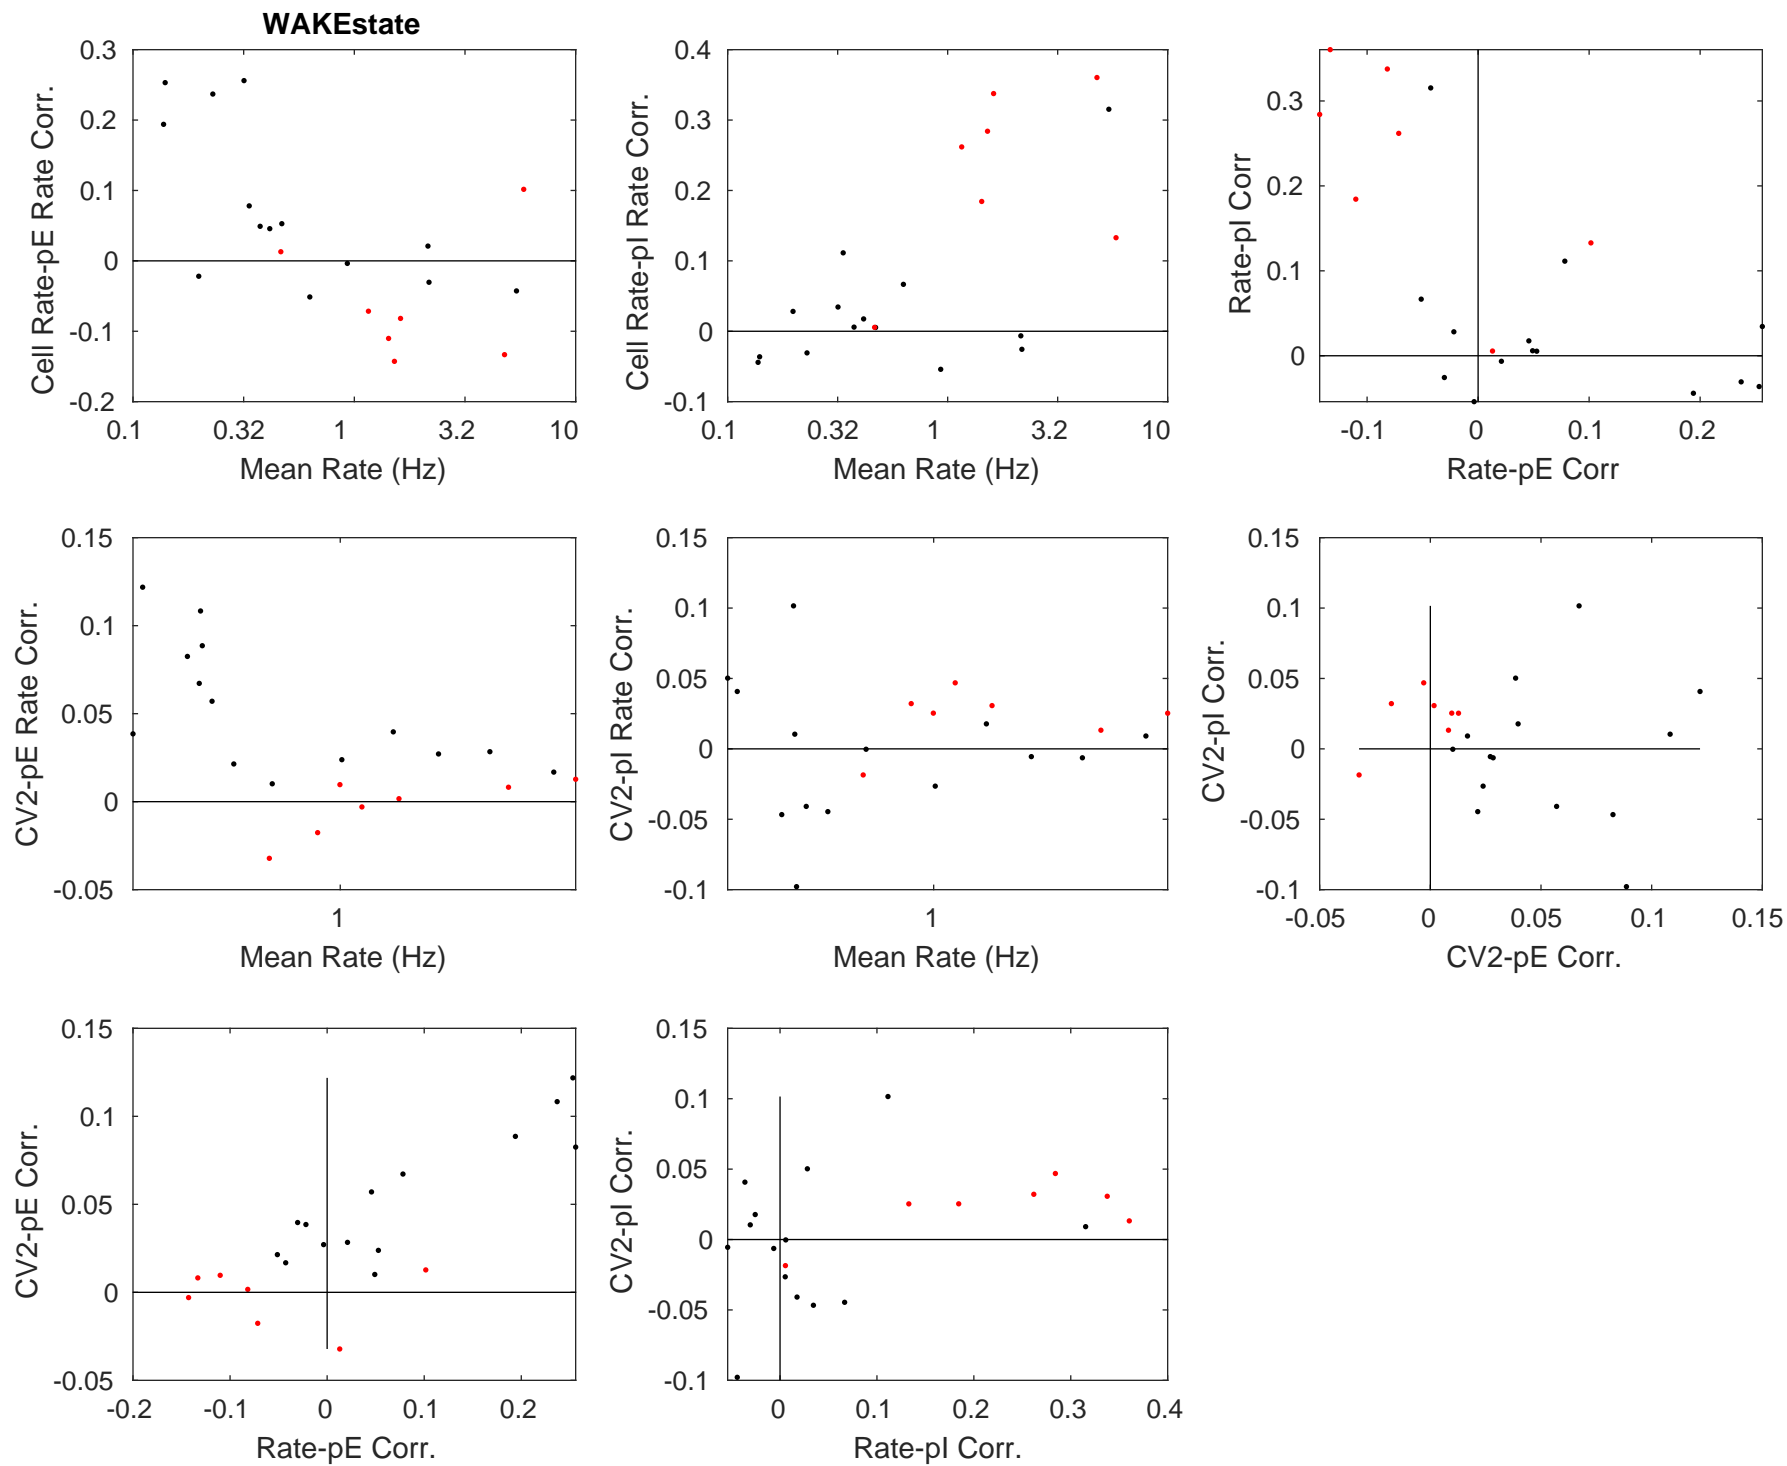 WAKEstate
0.3
0.2
0.1
0
-0.1
-0.2
Cell Rate-pE Rate Corr.
0.1 0.32 1 3.2 10
Mean Rate (Hz)
0.4
0.3
0.2
0.1
0
-0.1
Cell Rate-pI Rate Corr.
0.1 0.32 1 3.2 10
Mean Rate (Hz)
0.3
0.2
0.1
0
Rate-pI Corr
-0.1 0 0.1 0.2
Rate-pE Corr
0.15
0.1
0.05
0
-0.05
CV2-pE Rate Corr.
1
Mean Rate (Hz)
0.15
0.1
0.05
0
-0.05
-0.1
CV2-pI Rate Corr.
1
Mean Rate (Hz)
0.15
0.1
0.05
0
-0.05
-0.1
CV2-pI Corr.
-0.05 0 0.05 0.1 0.15
CV2-pE Corr.
0.15
0.1
0.05
0
-0.05
CV2-pE Corr.
-0.2 -0.1 0 0.1 0.2
Rate-pE Corr.
0.15
0.1
0.05
0
-0.05
-0.1
CV2-pI Corr.
0 0.1 0.2 0.3 0.4
Rate-pI Corr.